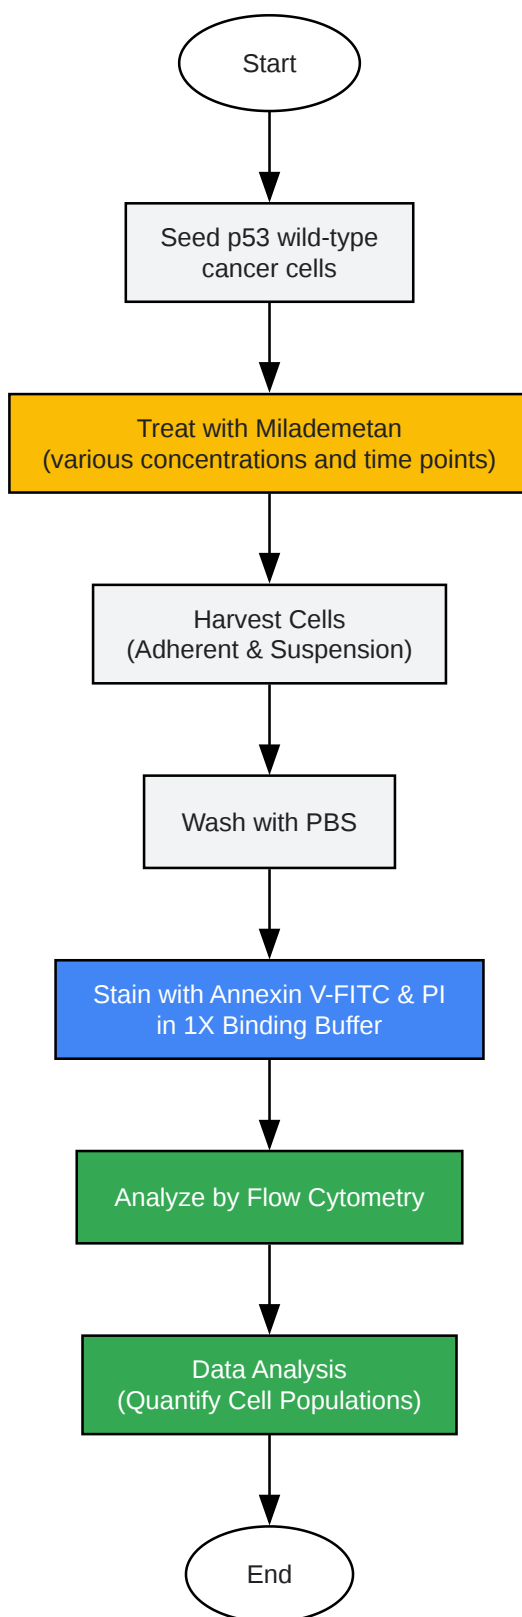 Start
Seed p53 wild-type
cancer cells
Treat with Milademetan
(various concentrations and time points)
Harvest Cells
(Adherent & Suspension)
Wash with PBS
Stain with Annexin V-FITC & PI
in 1X Binding Buffer
Analyze by Flow Cytometry
Data Analysis
(Quantify Cell Populations)
End